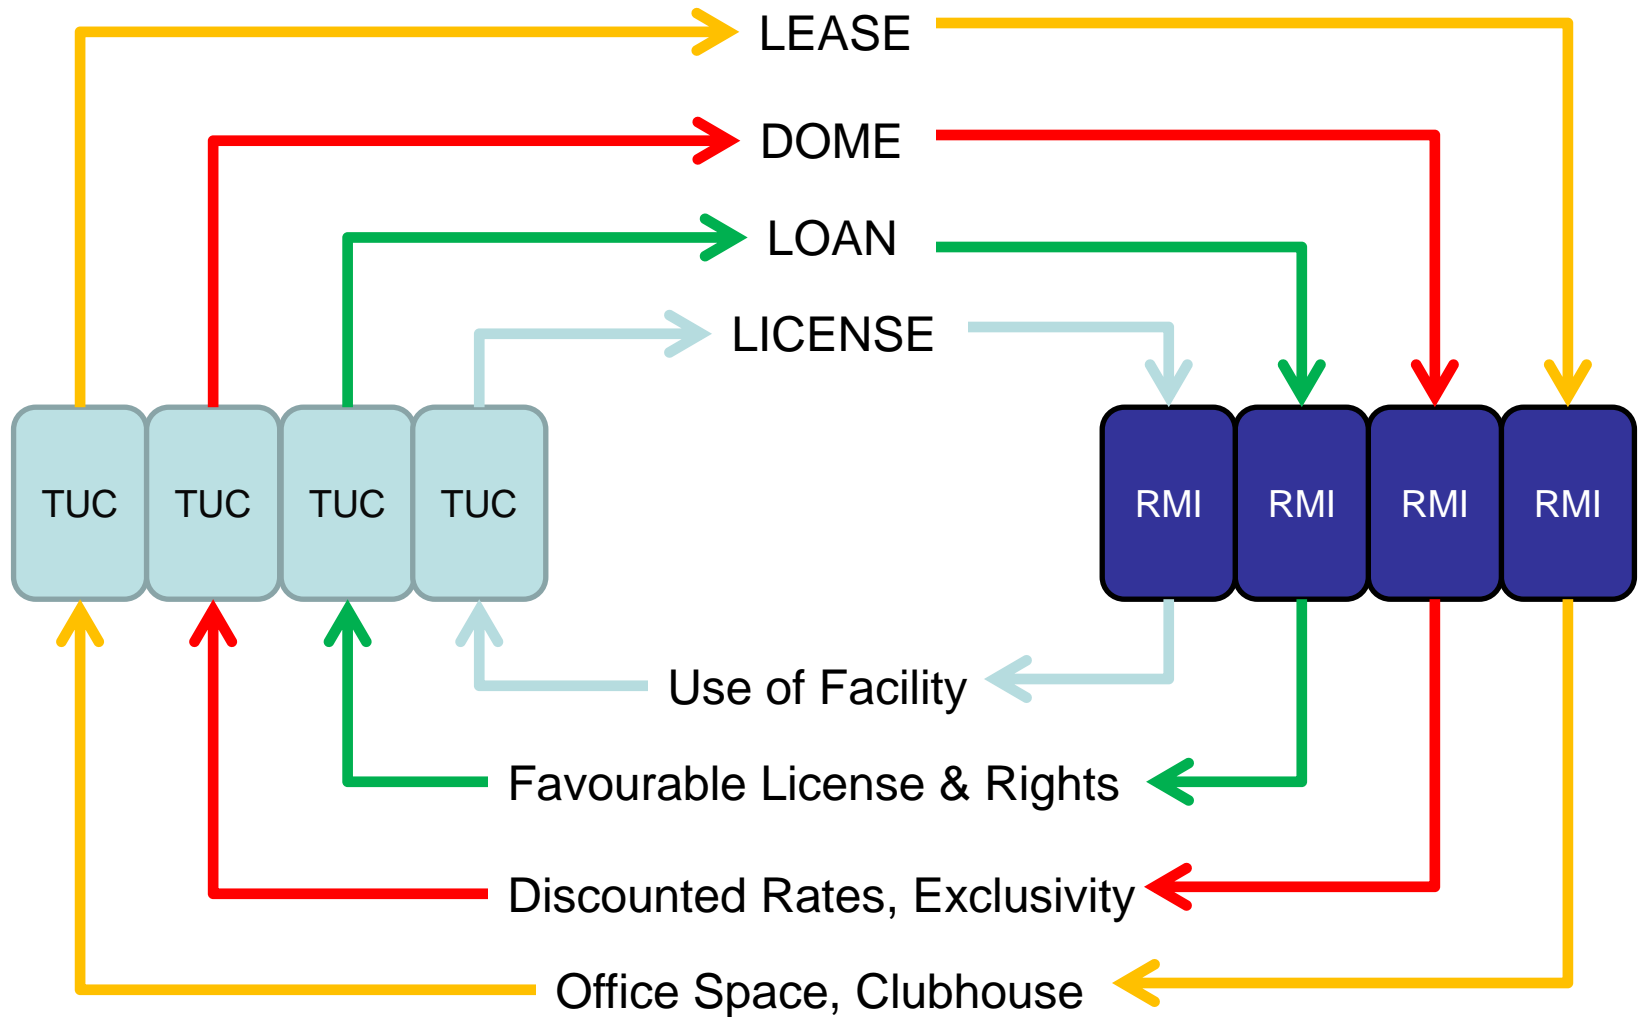 LEASE
DOME
LOAN
LICENSE
TUC TUC TUC TUC RMI RMI RMI RMI
Use of Facility
Favourable License & Rights
Discounted Rates, Exclusivity
Office Space, Clubhouse